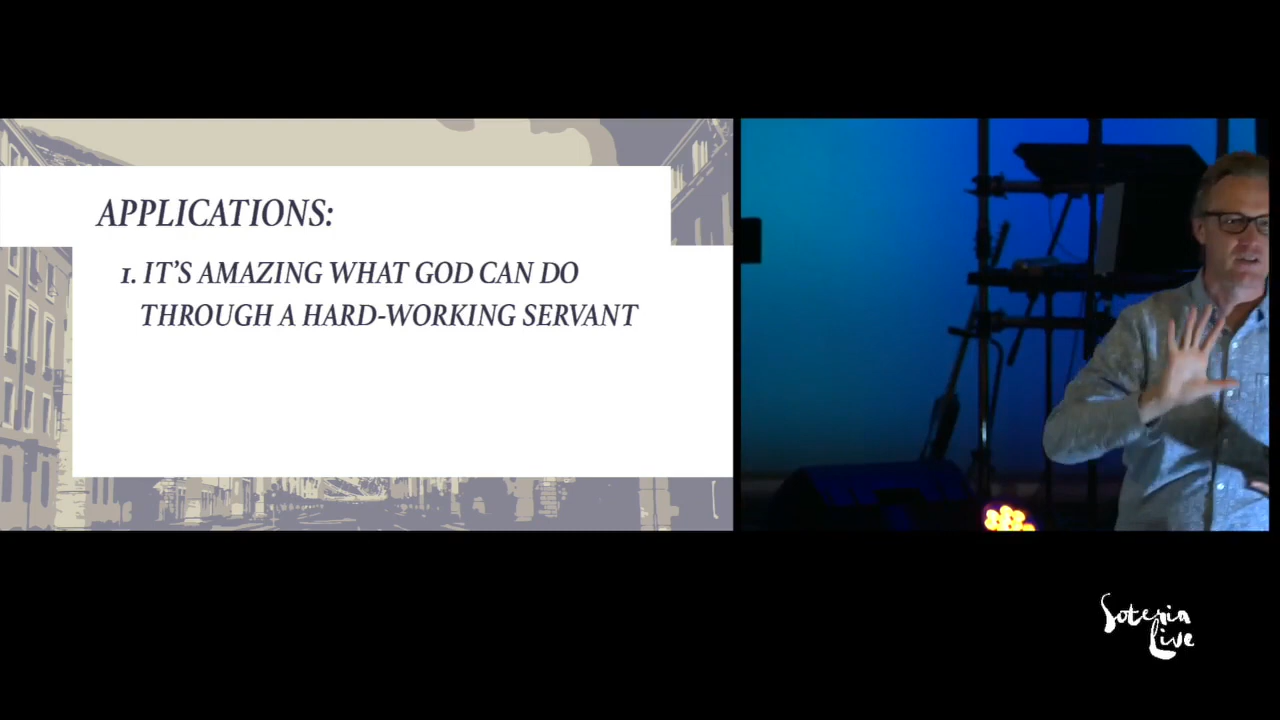 APPLICATIONS:
1. IT'S AMAZING WHAT GOD CAN DO
THROUGH A HARD-WORKING SERVANT
Soteria
Live